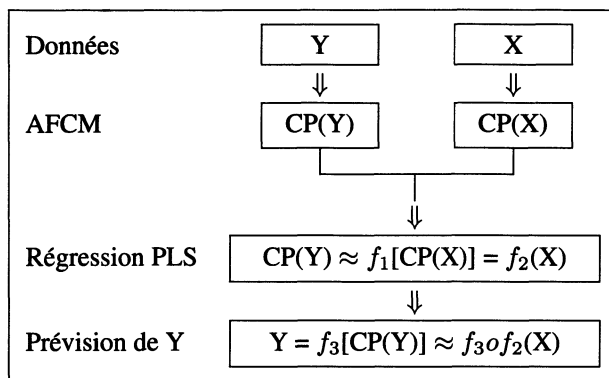 Données Y X
⇓ ⇓
AFCM CP(Y) CP(X)
⇓
Régression PLS CP(Y) ≈ f₁[CP(X)] = f₂(X)
⇓
Prévision de Y Y = f₃[CP(Y)] ≈ f₃of₂(X)